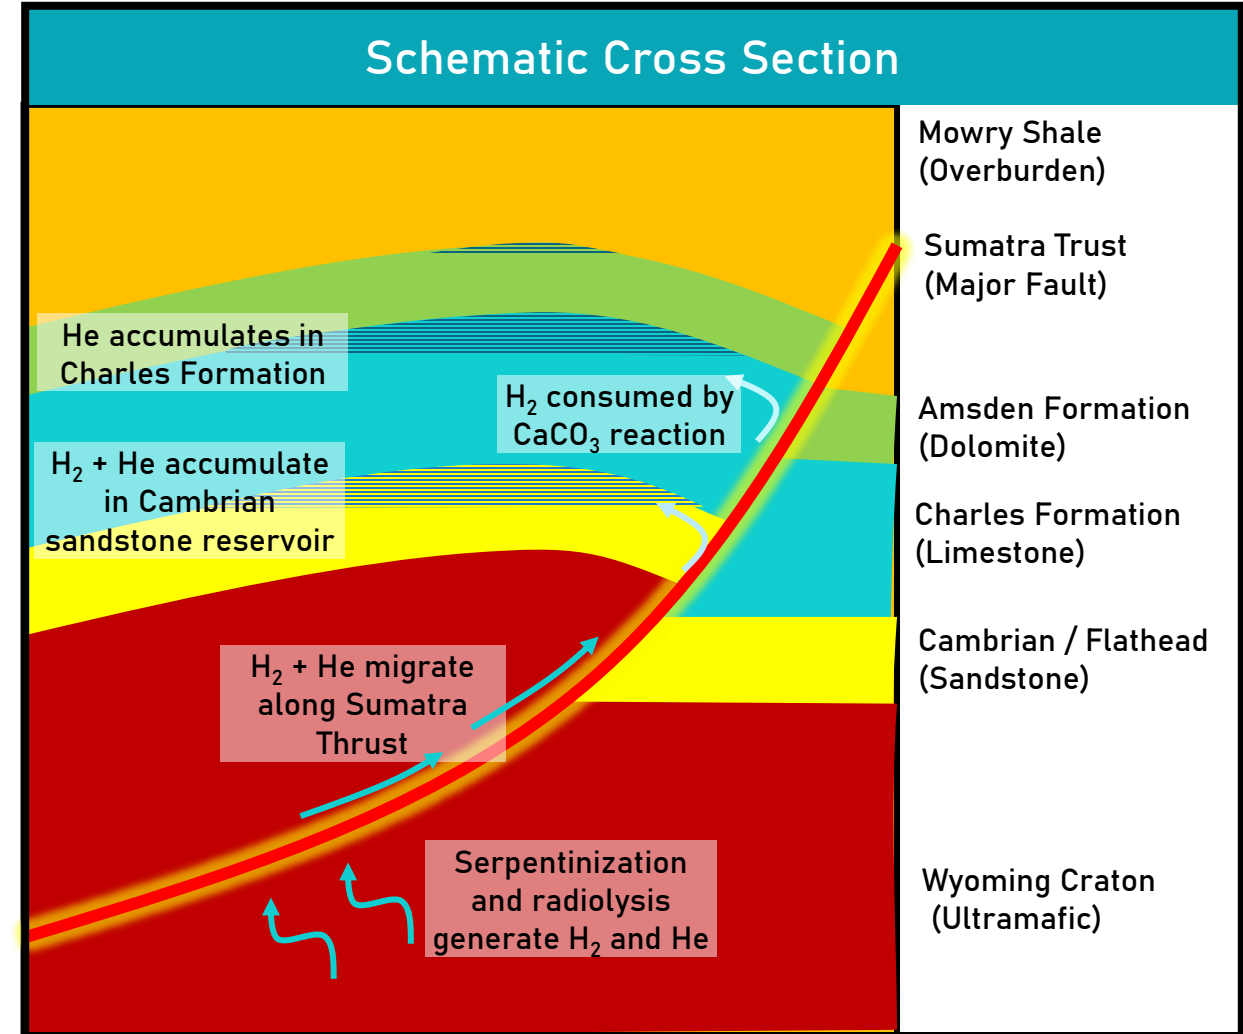 Schematic Cross Section
Mowry Shale
(Overburden)
Sumatra Trust
(Major Fault)
He accumulates in
Charles Formation
H₂ consumed by
CaCO₃ reaction
Amsden Formation
(Dolomite)
H₂ + He accumulate
in Cambrian
sandstone reservoir
Charles Formation
(Limestone)
H₂ + He migrate
along Sumatra
Thrust
Cambrian / Flathead
(Sandstone)
Serpentinization
and radiolysis
generate H₂ and He
Wyoming Craton
(Ultramafic)